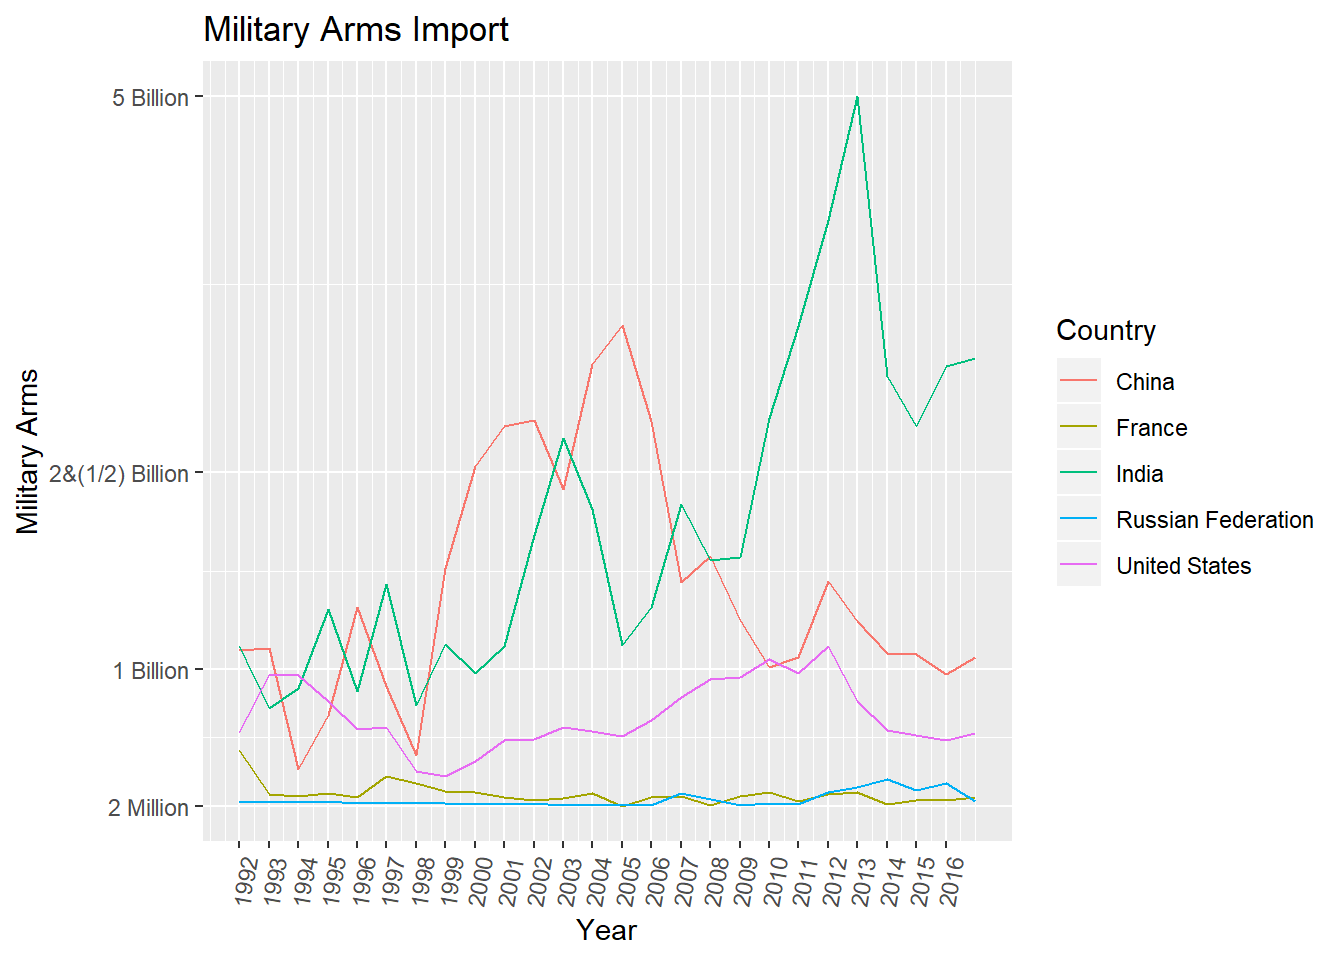 Military Arms Import
5 Billion
2&(1/2) Billion
1 Billion
2 Million
Military Arms
1992
1993
1994
1995
1996
1997
1998
1999
2000
2001
2002
2003
2004
2005
2006
2007
2008
2009
2010
2011
2012
2013
2014
2015
2016
Year
Country
China
France
India
Russian Federation
United States